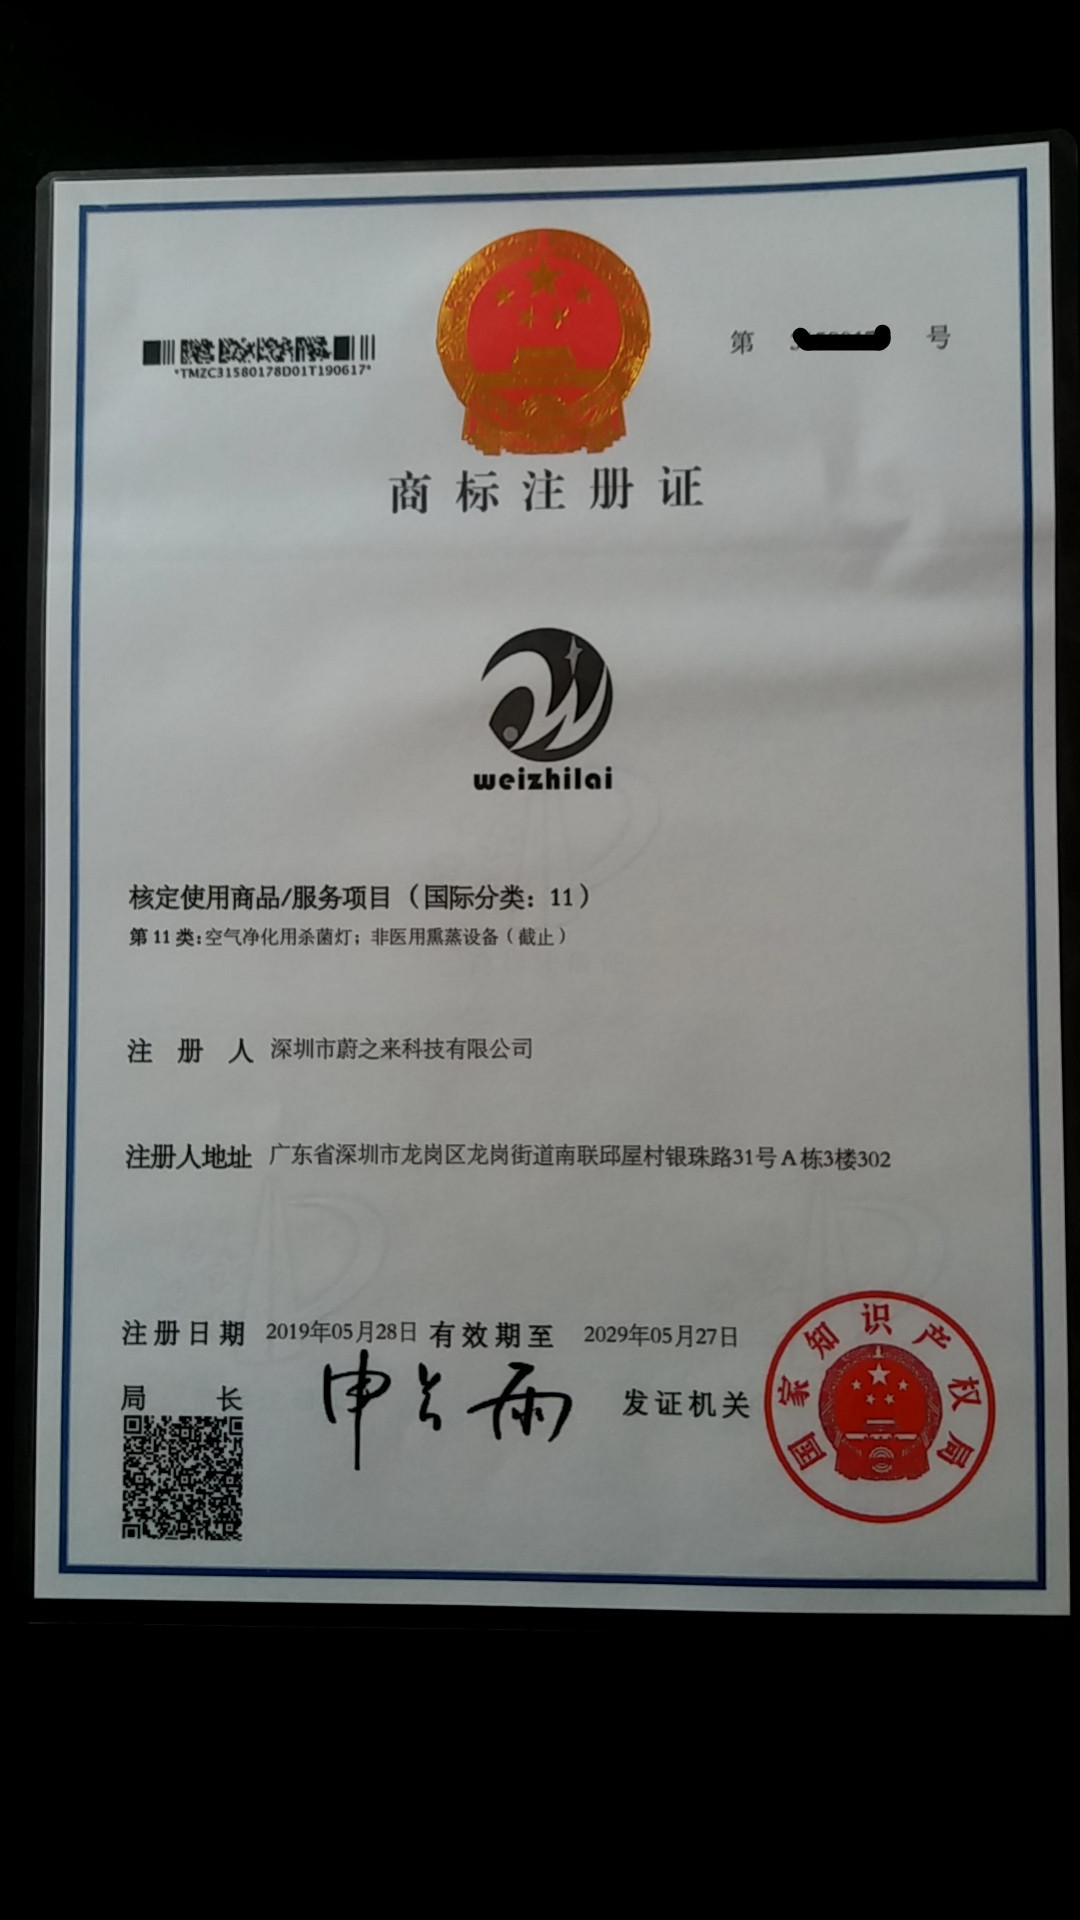 第 号
*TMZC31580178D01T190617*
商标注册证
weizhilai
核定使用商品/服务项目（国际分类：11）
第 11 类：空气净化用杀菌灯；非医用熏蒸设备（截止）
注 册 人 深圳市蔚之来科技有限公司
注册人地址 广东省深圳市龙岗区龙岗街道南联邱屋村银珠路31号A栋3楼302
注册日期 2019年05月28日 有效期至 2029年05月27日
局 长 申长雨 发证机关
国家知识产权局